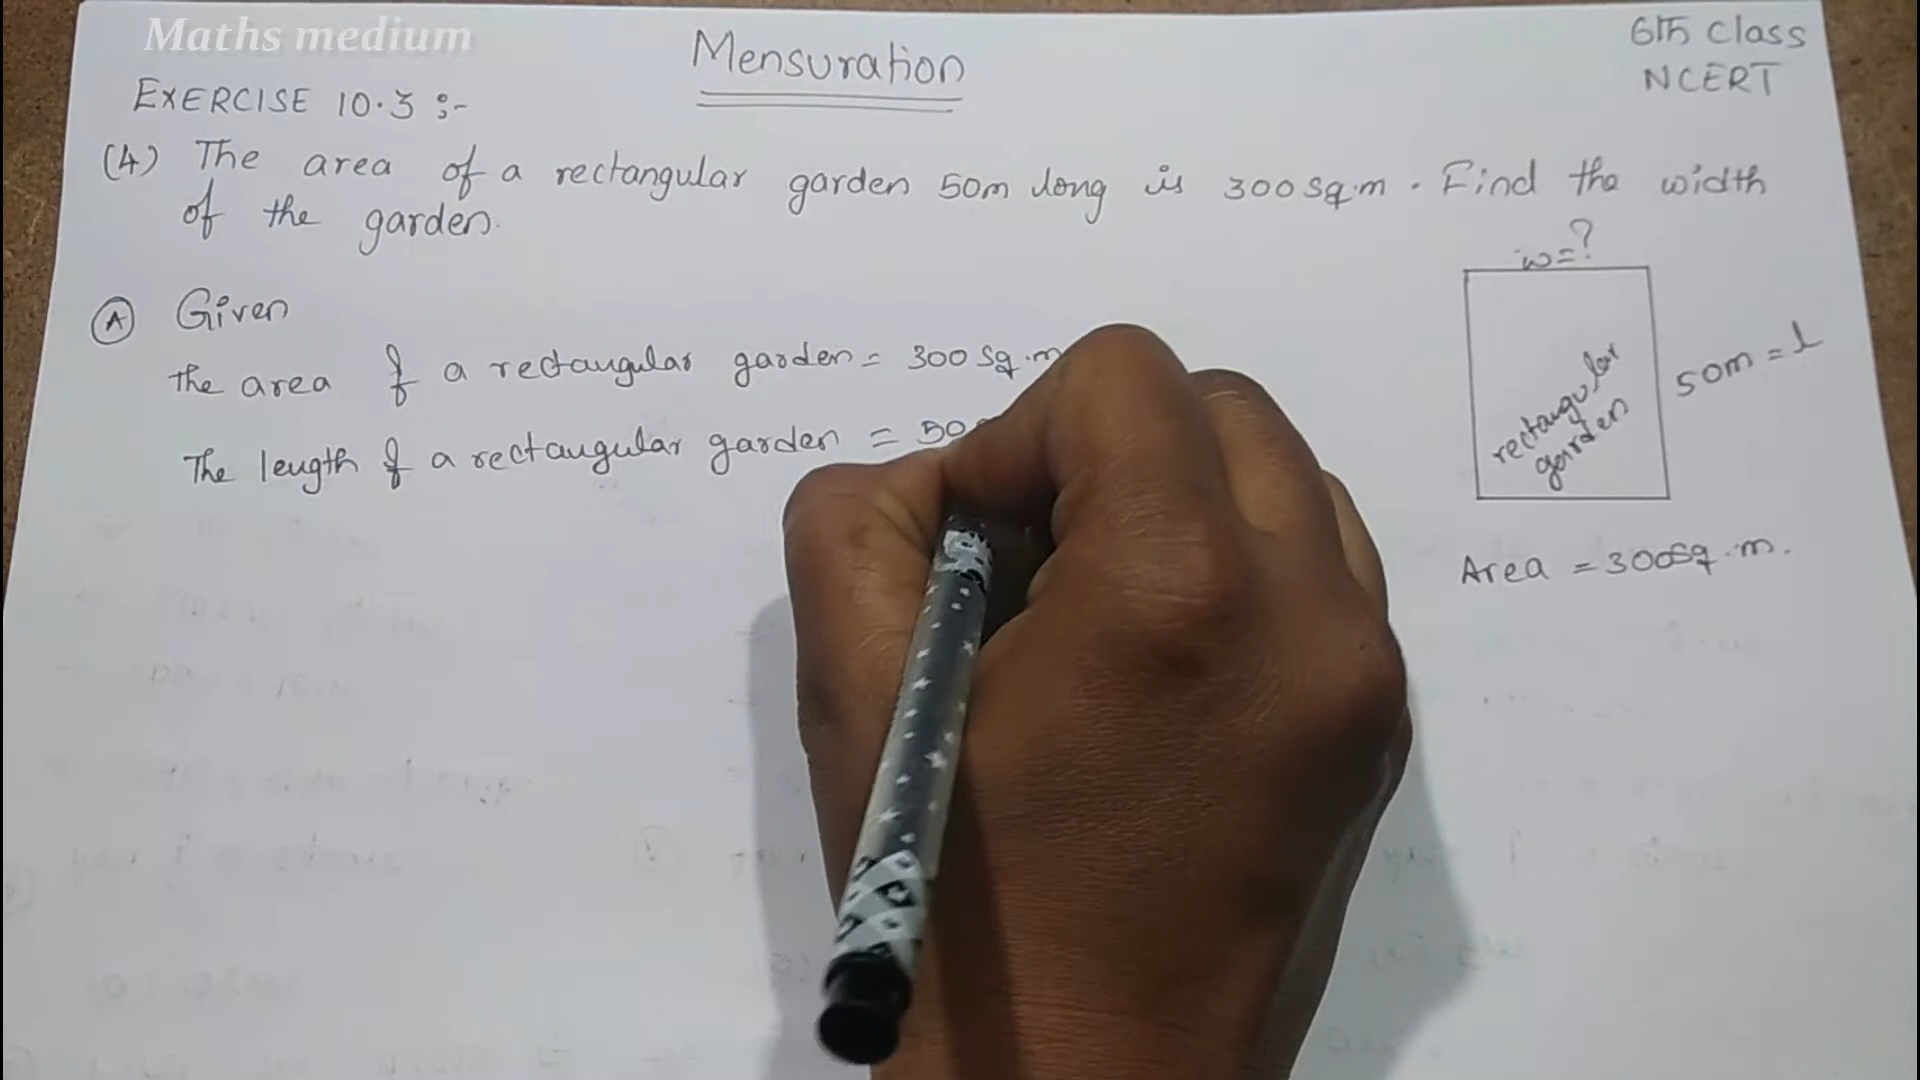 Maths medium
Mensuration
6th class
NCERT
EXERCISE 10.3 :-
(4) The area of a rectangular garden 50m long is 300 sq.m. Find the width
of the garden.
w=?
A Given
The area of a rectangular garden = 300 sq.m
The length of a rectangular garden = 50
50m = l
rectangular
garden
Area = 300sq.m.